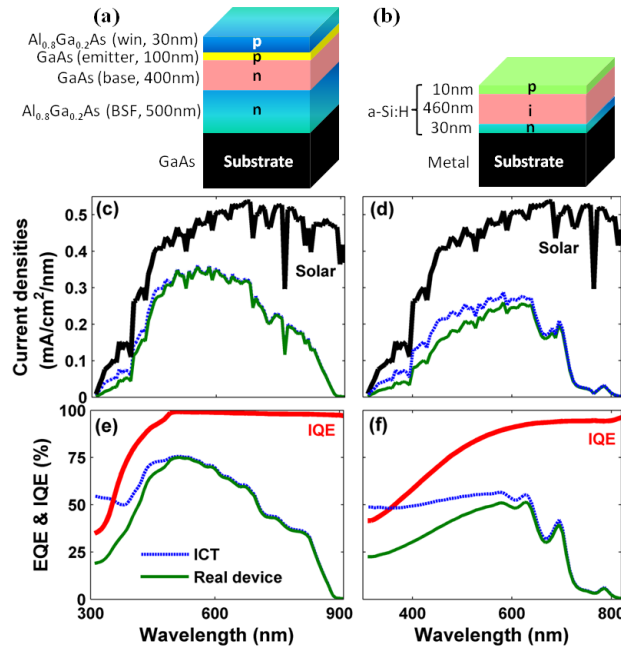 (a)
Al0.8Ga0.2As (win, 30nm)
GaAs (emitter, 100nm)
GaAs (base, 400nm)
Al0.8Ga0.2As (BSF, 500nm)
GaAs
p
p
n
n
Substrate
(b)
a-Si:H
10nm
460nm
30nm
Metal
p
i
n
Substrate
Current densities
(mA/cm2/nm)
0.5
0.4
0.3
0.2
0.1
0
(c)
Solar
(d)
Solar
EQE & IQE (%)
100
75
50
25
0
(e)
IQE
ICT
Real device
300
600
900
Wavelength (nm)
(f)
IQE
400
600
800
Wavelength (nm)